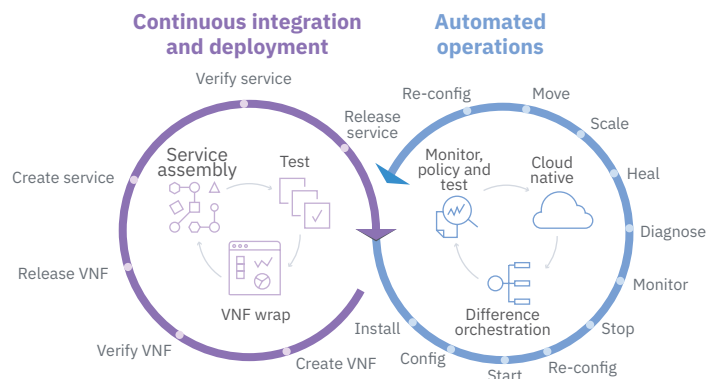 Continuous integration
and deployment
Automated
operations
Verify service
Release
service
Create service
Release VNF
Verify VNF
Create VNF
Service
assembly
Test
VNF wrap
Re-config
Move
Scale
Heal
Diagnose
Monitor
Stop
Re-config
Start
Config
Install
Monitor,
policy and
test
Cloud
native
Difference
orchestration